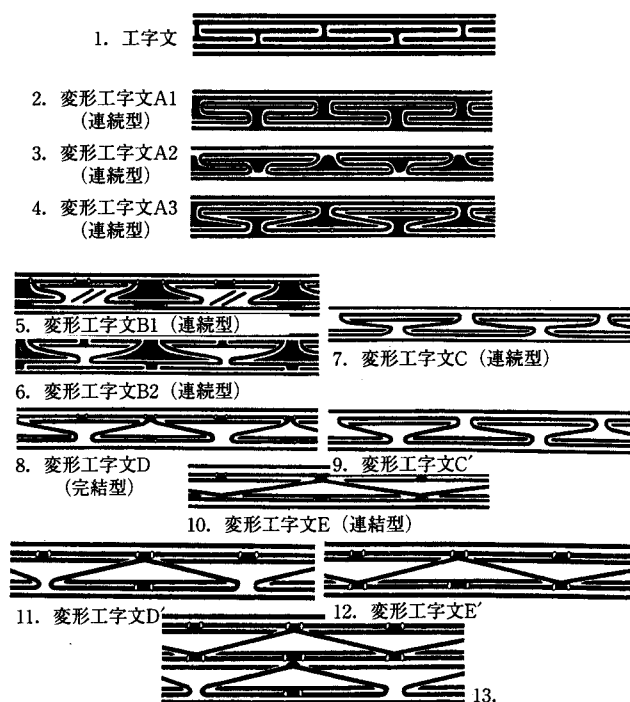 1. 工字文
2. 変形工字文A1
(連続型)
3. 変形工字文A2
(連続型)
4. 変形工字文A3
(連続型)
5. 変形工字文B1 (連続型)
6. 変形工字文B2 (連続型)
7. 変形工字文C (連続型)
8. 変形工字文D
(完結型)
9. 変形工字文C′
10. 変形工字文E (連結型)
11. 変形工字文D′
12. 変形工字文E′
13.